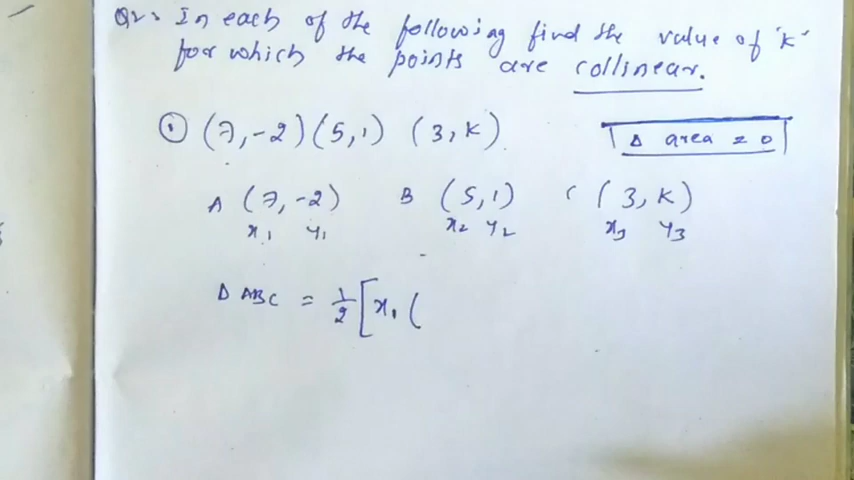 Q2: In each of the following find the value of 'K'
for which the points are collinear.
① (7,-2) (5,1) (3,K)
Δ area = 0
A (7,-2) B (5,1) C (3,K)
x₁ y₁ x₂ y₂ x₃ y₃
Δ ABC = 1/2 [x₁ (